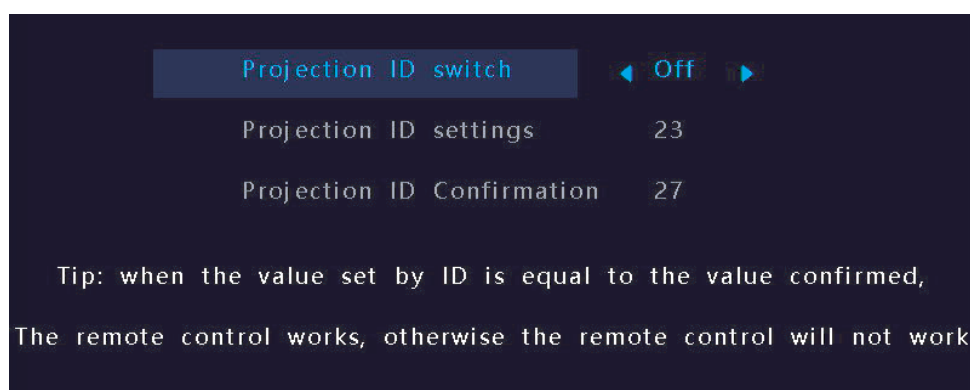 Projection ID switch Off
Projection ID settings 23
Projection ID Confirmation 27
Tip: when the value set by ID is equal to the value confirmed,
The remote control works, otherwise the remote control will not work